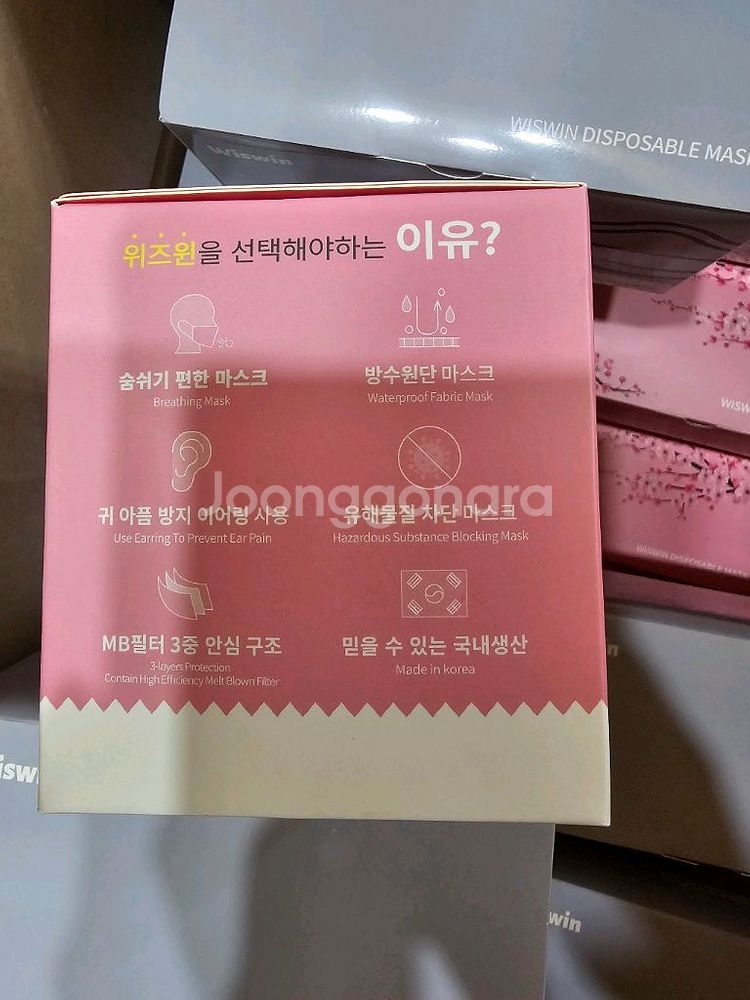 WISWIN DISPOSABLE MASK
Wiswin
위즈윈을 선택해야하는 이유?
숨쉬기 편한 마스크
Breathing Mask
방수원단 마스크
Waterproof Fabric Mask
귀 아픔 방지 이어링 사용
Use Earring To Prevent Ear Pain
유해물질 차단 마스크
Hazardous Substance Blocking Mask
Joonggonara
MB필터 3중 안심 구조
3-layers Protection
Contain High Efficiency Melt Blown Filter
믿을 수 있는 국내생산
Made in korea
WISWIN DISPOSABLE MAS